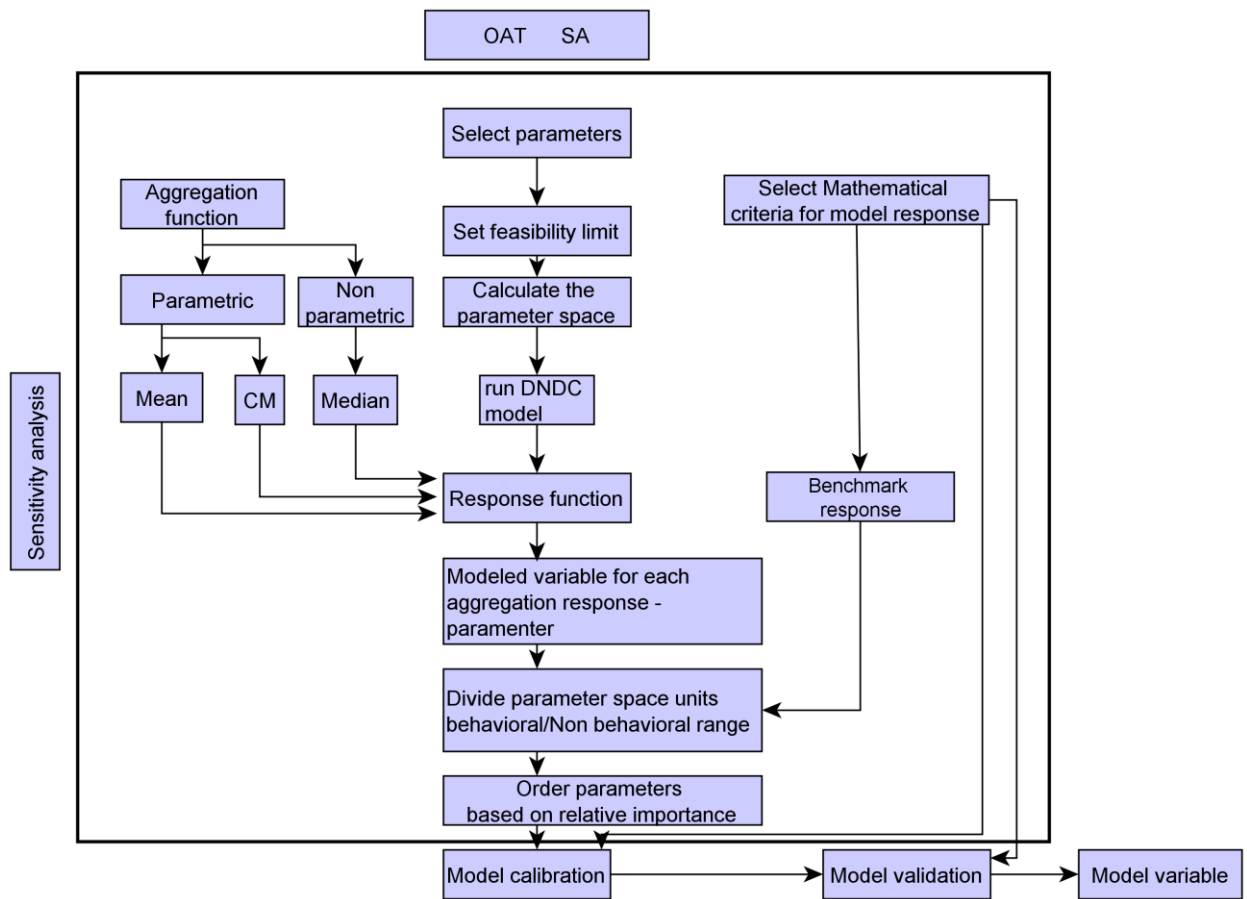 OAT SA
Select parameters
Aggregation
function
Select Mathematical
criteria for model response
Set feasibility limit
Parametric
Non
parametric
Calculate the
parameter space
Sensitivity analysis
Mean
CM
Median
run DNDC
model
Response function
Benchmark
response
Modeled variable for each
aggregation response -
paramenter
Divide parameter space units
behavioral/Non behavioral range
Order parameters
based on relative importance
Model calibration
Model validation
Model variable